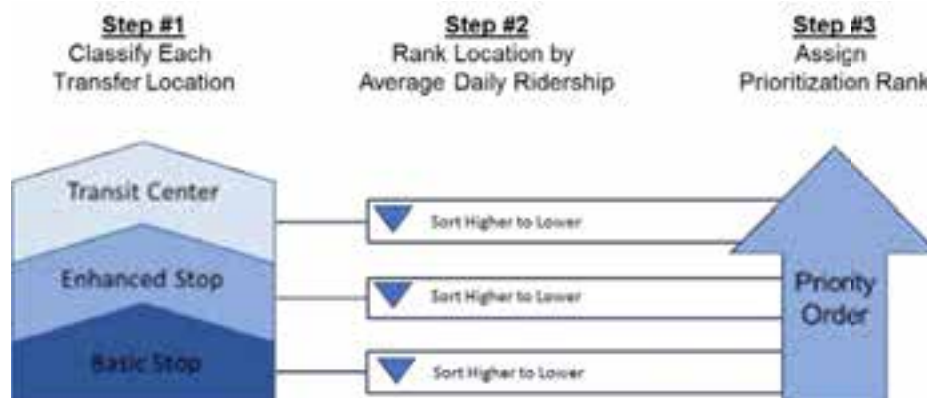 Step #1
Classify Each
Transfer Location
Step #2
Rank Location by
Average Daily Ridership
Step #3
Assign
Prioritization Rank
Transit Center
Sort Higher to Lower
Enhanced Stop
Sort Higher to Lower
Basic Stop
Sort Higher to Lower
Priority
Order